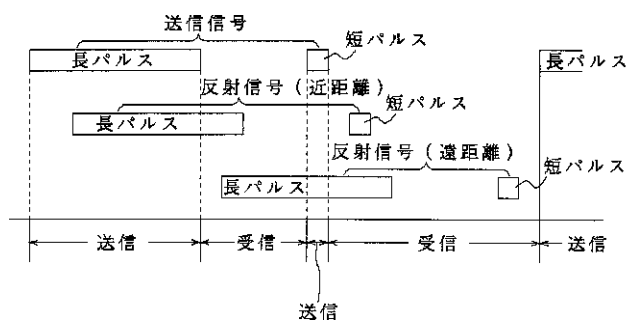 送信信号
長パルス
短パルス
長パルス
反射信号(近距離)
長パルス
短パルス
反射信号(遠距離)
長パルス
短パルス
送信
受信
受信
送信
送信